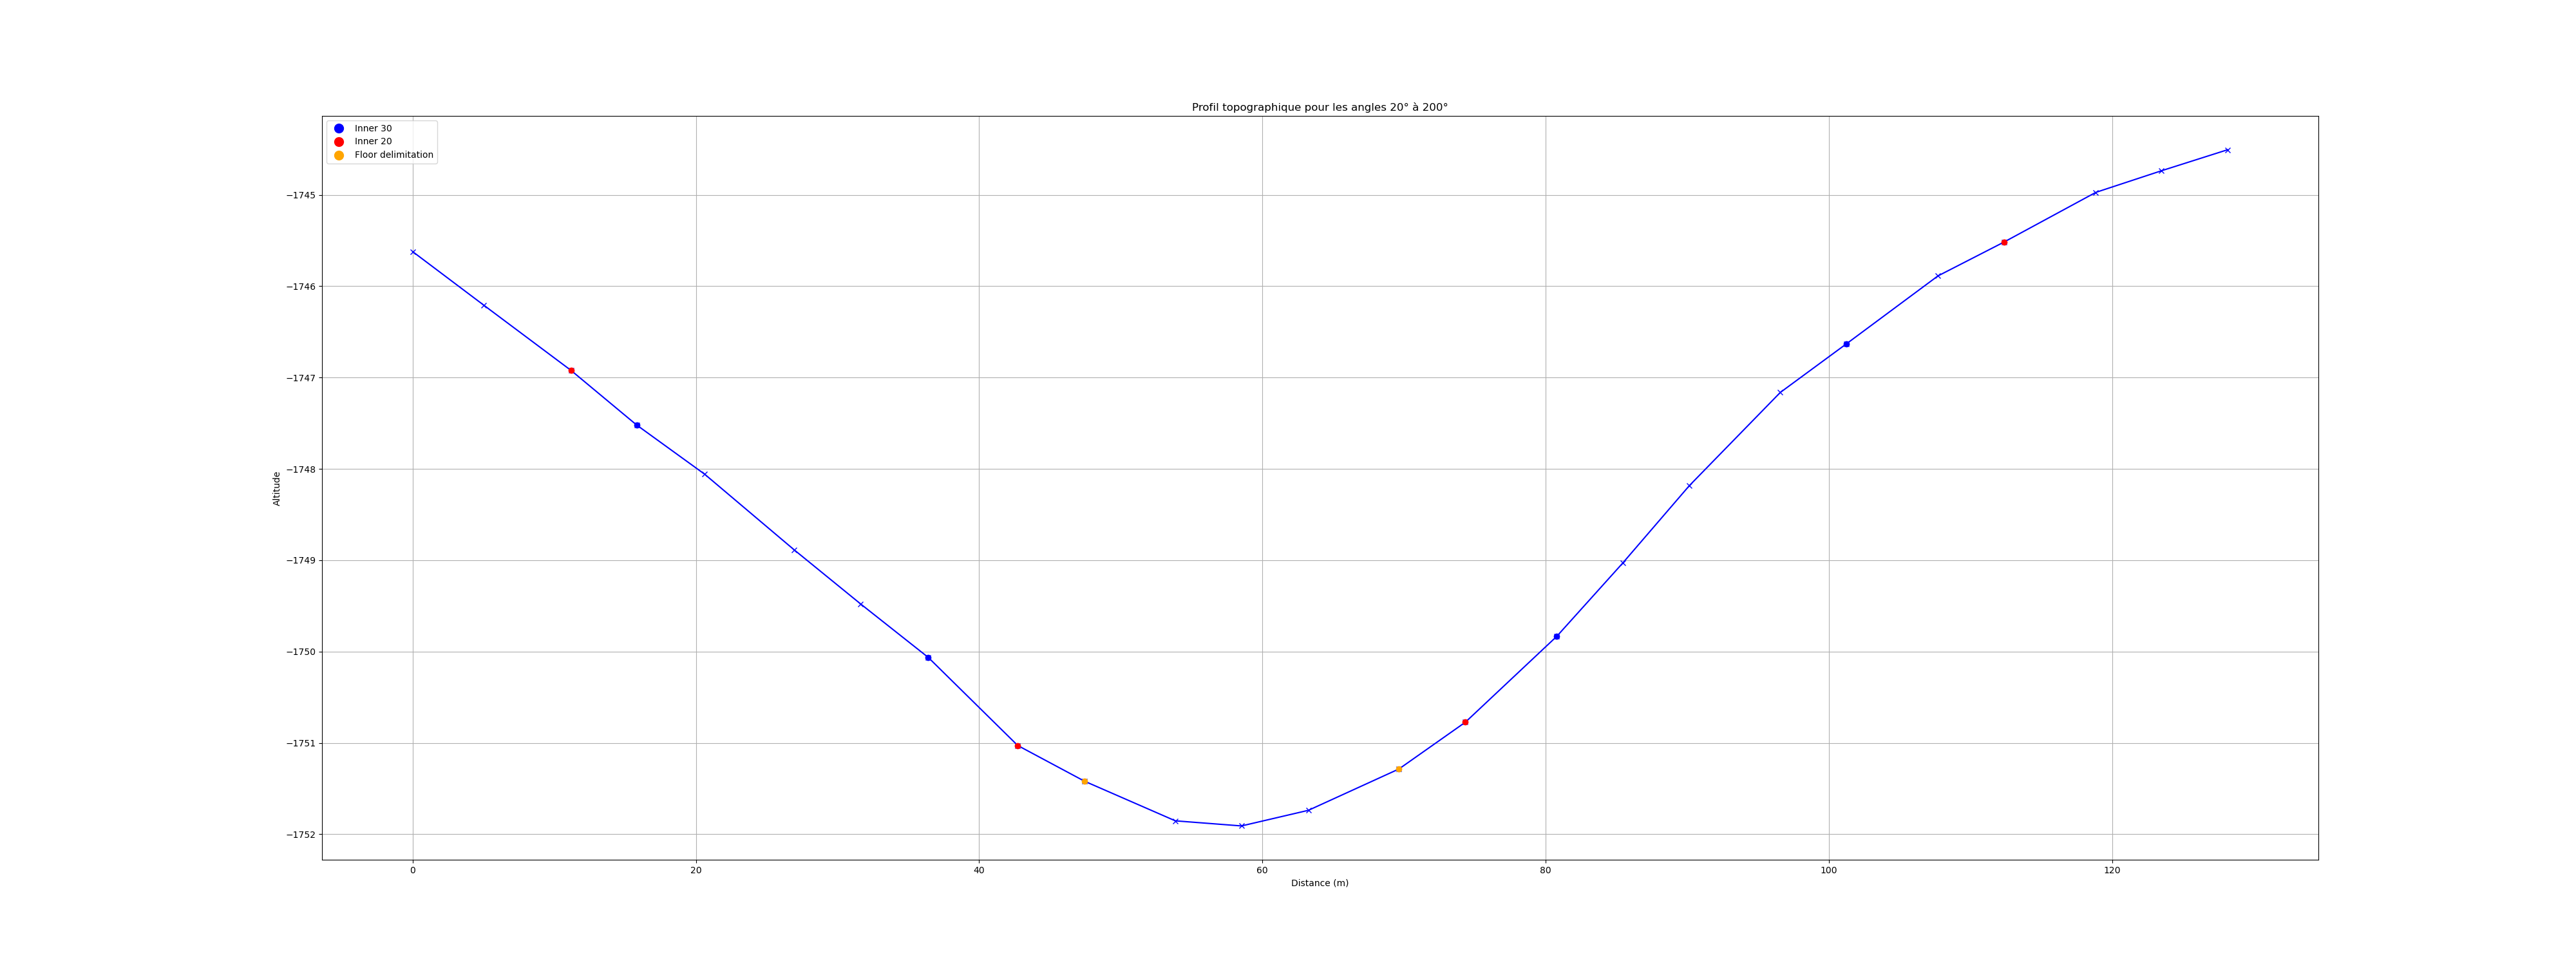 Profil topographique pour les angles 20° à 200°
Inner 30
Inner 20
Floor delimitation
−1745
−1746
−1747
−1748
−1749
−1750
−1751
−1752
Altitude
0 20 40 60 80 100 120
Distance (m)